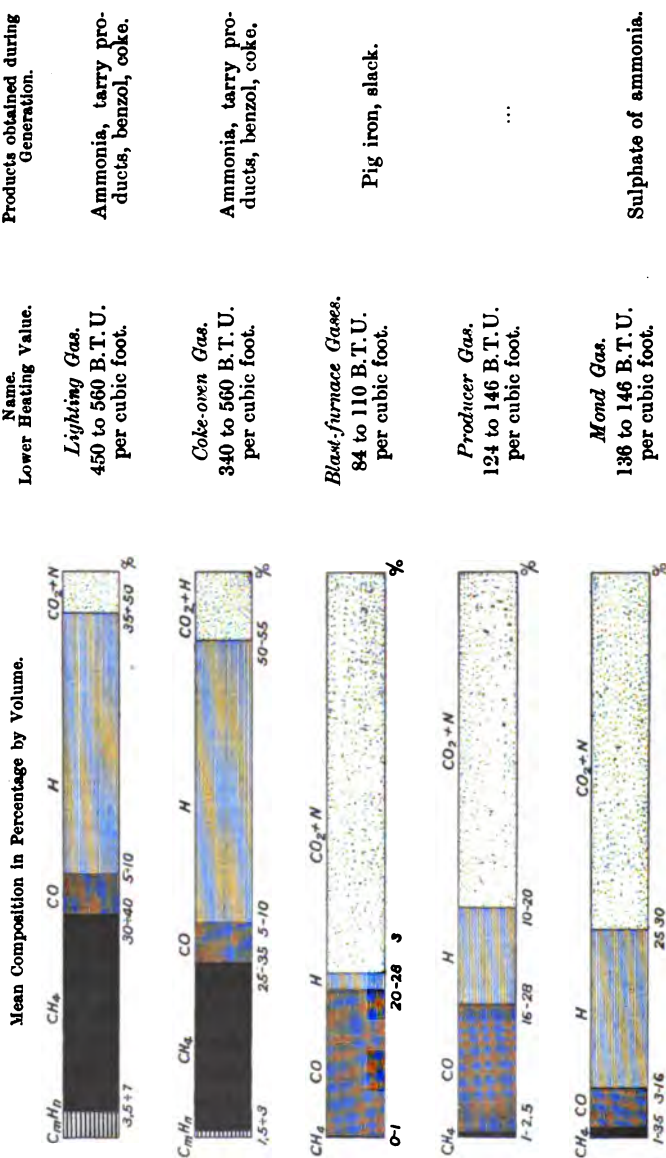 Mean Composition in Percentage by Volume.
Name.
Lower Heating Value.
Products obtained during
Generation.
CmHn CH4 CO H CO2+N
3,5÷7 30÷40 5-10 35÷50 %
Lighting Gas.
450 to 560 B.T.U.
per cubic foot.
Ammonia, tarry pro-
ducts, benzol, coke.
CmHn CH4 CO H CO2+H
1,5÷3 25-35 5-10 50-55 %
Coke-oven Gas.
340 to 560 B.T.U.
per cubic foot.
Ammonia, tarry pro-
ducts, benzol, coke.
CH4 CO H CO2+N
0-1 20-28 3 %
Blast-furnace Gases.
84 to 110 B.T.U.
per cubic foot.
Pig iron, slack.
CH4 CO H CO2+N
1-2,5 16-28 10-20 %
Producer Gas.
124 to 146 B.T.U.
per cubic foot.
...
CH4 CO H CO2+N
1-3.5 3-16 25 30 %
Mond Gas.
136 to 146 B.T.U.
per cubic foot.
Sulphate of ammonia.